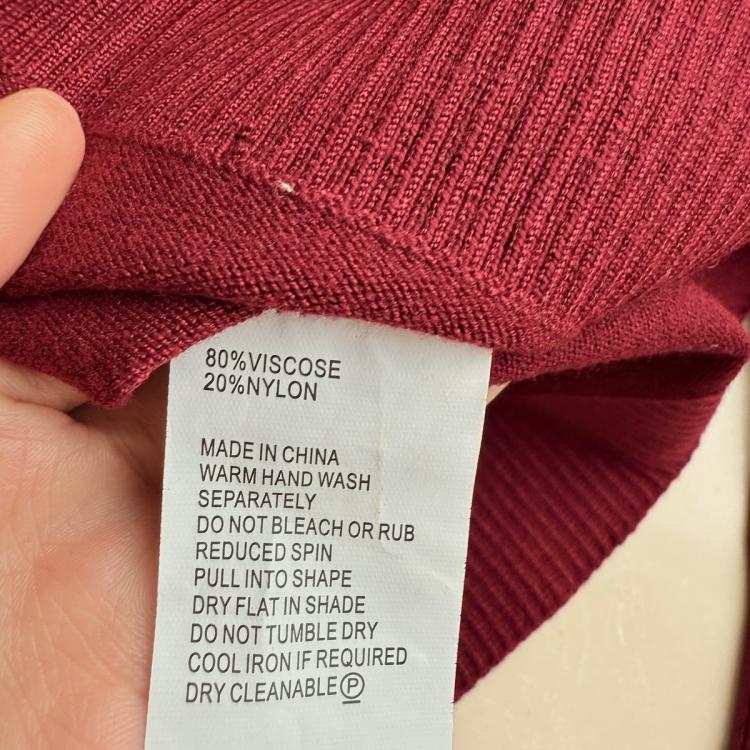 80%VISCOSE
20%NYLON
MADE IN CHINA
WARM HAND WASH
SEPARATELY
DO NOT BLEACH OR RUB
REDUCED SPIN
PULL INTO SHAPE
DRY FLAT IN SHADE
DO NOT TUMBLE DRY
COOL IRON IF REQUIRED
DRY CLEANABLE Ⓟ